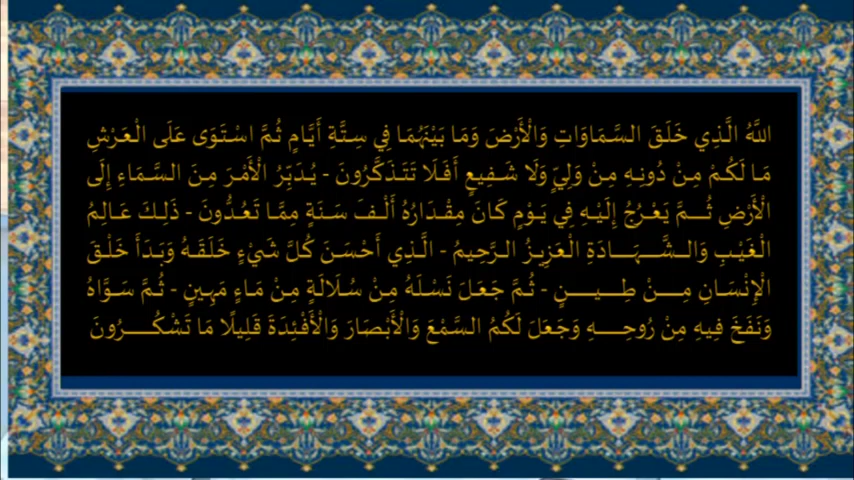 اللَّهُ الَّذِي خَلَقَ السَّمَاوَاتِ وَالْأَرْضَ وَمَا بَيْنَهُمَا فِي سِتَّةِ أَيَّامٍ ثُمَّ اسْتَوَى عَلَى الْعَرْشِ
مَا لَكُمْ مِنْ دُونِهِ مِنْ وَلِيٍّ وَلَا شَفِيعٍ أَفَلَا تَتَذَكَّرُونَ - يُدَبِّرُ الْأَمْرَ مِنَ السَّمَاءِ إِلَى
الْأَرْضِ ثُمَّ يَعْرُجُ إِلَيْهِ فِي يَوْمٍ كَانَ مِقْدَارُهُ أَلْفَ سَنَةٍ مِمَّا تَعُدُّونَ - ذَلِكَ عَالِمُ
الْغَيْبِ وَالشَّهَادَةِ الْعَزِيزُ الرَّحِيمُ - الَّذِي أَحْسَنَ كُلَّ شَيْءٍ خَلَقَهُ وَبَدَأَ خَلْقَ
الْإِنْسَانِ مِنْ طِينٍ - ثُمَّ جَعَلَ نَسْلَهُ مِنْ سُلَالَةٍ مِنْ مَاءٍ مَهِينٍ - ثُمَّ سَوَّاهُ
وَنَفَخَ فِيهِ مِنْ رُوحِهِ وَجَعَلَ لَكُمُ السَّمْعَ وَالْأَبْصَارَ وَالْأَفْئِدَةَ قَلِيلًا مَا تَشْكُرُونَ